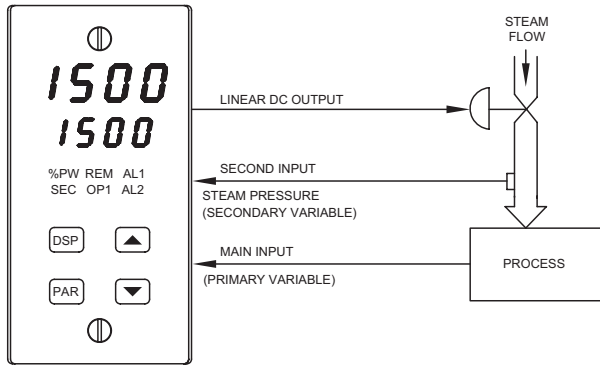 1500
1500
%PW REM AL1
SEC OP1 AL2
DSP
PAR
STEAM
FLOW
LINEAR DC OUTPUT
SECOND INPUT
STEAM PRESSURE
(SECONDARY VARIABLE)
MAIN INPUT
(PRIMARY VARIABLE)
PROCESS